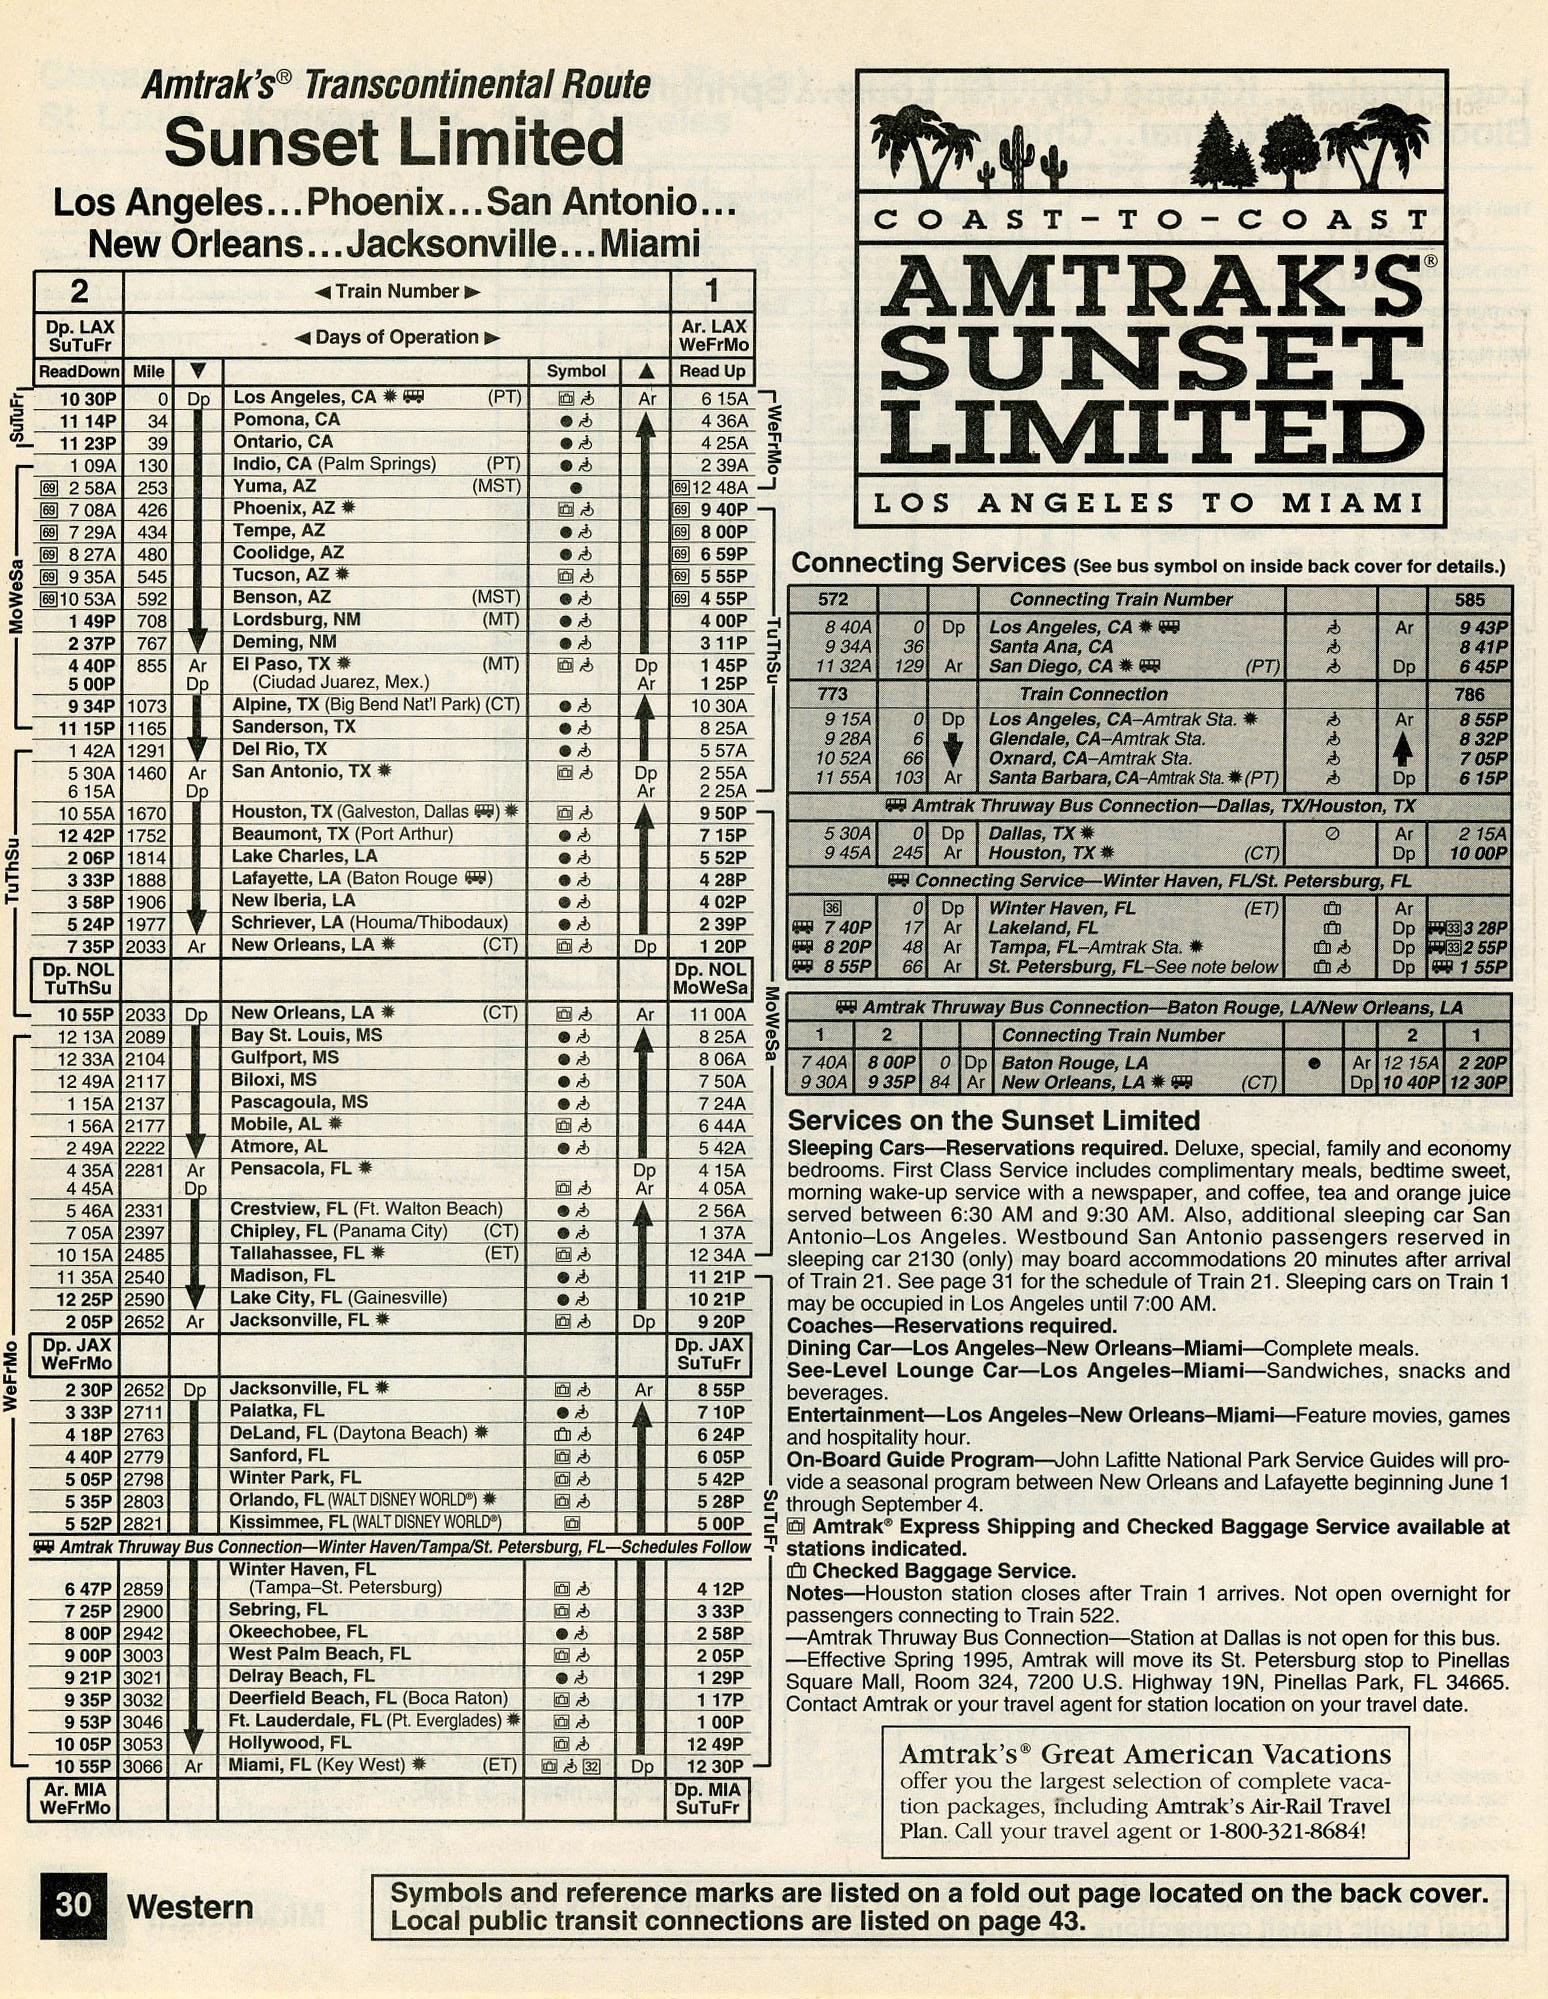 Amtrak's® Transcontinental Route
Sunset Limited
Los Angeles...Phoenix...San Antonio...
New Orleans...Jacksonville...Miami
2 ◄ Train Number ► 1
Dp. LAX SuTuFr ◄ Days of Operation ► Ar. LAX WeFrMo
ReadDown Mile ▼ Symbol ▲ Read Up
10 30P 0 Dp Los Angeles, CA (PT) Ar 6 15A
11 14P 34 Pomona, CA 4 36A
11 23P 39 Ontario, CA 4 25A
1 09A 130 Indio, CA (Palm Springs) (PT) 2 39A
69 2 58A 253 Yuma, AZ (MST) 69 12 48A
69 7 08A 426 Phoenix, AZ 69 9 40P
69 7 29A 434 Tempe, AZ 69 8 00P
69 8 27A 480 Coolidge, AZ 69 6 59P
69 9 35A 545 Tucson, AZ 69 5 55P
69 10 53A 592 Benson, AZ (MST) 69 4 55P
1 49P 708 Lordsburg, NM (MT) 4 00P
2 37P 767 Deming, NM 3 11P
4 40P 855 Ar El Paso, TX (MT) Dp 1 45P
5 00P Dp (Ciudad Juarez, Mex.) Ar 1 25P
9 34P 1073 Alpine, TX (Big Bend Nat'l Park) (CT) 10 30A
11 15P 1165 Sanderson, TX 8 25A
1 42A 1291 Del Rio, TX 5 57A
5 30A 1460 Ar San Antonio, TX Dp 2 55A
6 15A Dp Ar 2 25A
10 55A 1670 Houston, TX (Galveston, Dallas) 9 50P
12 42P 1752 Beaumont, TX (Port Arthur) 7 15P
2 06P 1814 Lake Charles, LA 5 52P
3 33P 1888 Lafayette, LA (Baton Rouge) 4 28P
3 58P 1906 New Iberia, LA 4 02P
5 24P 1977 Schriever, LA (Houma/Thibodaux) 2 39P
7 35P 2033 Ar New Orleans, LA (CT) Dp 1 20P
Dp. NOL TuThSu Dp. NOL MoWeSa
10 55P 2033 Dp New Orleans, LA (CT) Ar 11 00A
12 13A 2089 Bay St. Louis, MS 8 25A
12 33A 2104 Gulfport, MS 8 06A
12 49A 2117 Biloxi, MS 7 50A
1 15A 2137 Pascagoula, MS 7 24A
1 56A 2177 Mobile, AL 6 44A
2 49A 2222 Atmore, AL 5 42A
4 35A 2281 Ar Pensacola, FL Dp 4 15A
4 45A Dp Ar 4 05A
5 46A 2331 Crestview, FL (Ft. Walton Beach) 2 56A
7 05A 2397 Chipley, FL (Panama City) (CT) 1 37A
10 15A 2485 Tallahassee, FL (ET) 12 34A
11 35A 2540 Madison, FL 11 21P
12 25P 2590 Lake City, FL (Gainesville) 10 21P
2 05P 2652 Ar Jacksonville, FL Dp 9 20P
Dp. JAX WeFrMo Dp. JAX SuTuFr
2 30P 2652 Dp Jacksonville, FL Ar 8 55P
3 33P 2711 Palatka, FL 7 10P
4 18P 2763 DeLand, FL (Daytona Beach) 6 24P
4 40P 2779 Sanford, FL 6 05P
5 05P 2798 Winter Park, FL 5 42P
5 35P 2803 Orlando, FL (WALT DISNEY WORLD®) 5 28P
5 52P 2821 Kissimmee, FL (WALT DISNEY WORLD®) 5 00P
Amtrak Thruway Bus Connection—Winter Haven/Tampa/St. Petersburg, FL—Schedules Follow
Winter Haven, FL
6 47P 2859 (Tampa–St. Petersburg) 4 12P
7 25P 2900 Sebring, FL 3 33P
8 00P 2942 Okeechobee, FL 2 58P
9 00P 3003 West Palm Beach, FL 2 05P
9 21P 3021 Delray Beach, FL 1 29P
9 35P 3032 Deerfield Beach, FL (Boca Raton) 1 17P
9 53P 3046 Ft. Lauderdale, FL (Pt. Everglades) 1 00P
10 05P 3053 Hollywood, FL 12 49P
10 55P 3066 Ar Miami, FL (Key West) (ET) 32 Dp 12 30P
Ar. MIA WeFrMo Dp. MIA SuTuFr
SuTuFr
MoWeSa
TuThSu
WeFrMo
WeFrMo
TuThSu
MoWeSa
SuTuFr
COAST-TO-COAST
AMTRAK'S®
SUNSET
LIMITED
LOS ANGELES TO MIAMI
Connecting Services (See bus symbol on inside back cover for details.)
572 Connecting Train Number 585
8 40A 0 Dp Los Angeles, CA Ar 9 43P
9 34A 36 Santa Ana, CA 8 41P
11 32A 129 Ar San Diego, CA (PT) Dp 6 45P
773 Train Connection 786
9 15A 0 Dp Los Angeles, CA–Amtrak Sta. Ar 8 55P
9 28A 6 Glendale, CA–Amtrak Sta. 8 32P
10 52A 66 Oxnard, CA–Amtrak Sta. 7 05P
11 55A 103 Ar Santa Barbara, CA–Amtrak Sta. (PT) Dp 6 15P
Amtrak Thruway Bus Connection—Dallas, TX/Houston, TX
5 30A 0 Dp Dallas, TX Ar 2 15A
9 45A 245 Ar Houston, TX (CT) Dp 10 00P
Connecting Service—Winter Haven, FL/St. Petersburg, FL
36 0 Dp Winter Haven, FL (ET) Ar
7 40P 17 Ar Lakeland, FL Dp 33 3 28P
8 20P 48 Ar Tampa, FL–Amtrak Sta. Dp 33 2 55P
8 55P 66 Ar St. Petersburg, FL–See note below Dp 1 55P
Amtrak Thruway Bus Connection—Baton Rouge, LA/New Orleans, LA
1 2 Connecting Train Number 2 1
7 40A 8 00P 0 Dp Baton Rouge, LA Ar 12 15A 2 20P
9 30A 9 35P 84 Ar New Orleans, LA (CT) Dp 10 40P 12 30P
Services on the Sunset Limited
Sleeping Cars—Reservations required. Deluxe, special, family and economy
bedrooms. First Class Service includes complimentary meals, bedtime sweet,
morning wake-up service with a newspaper, and coffee, tea and orange juice
served between 6:30 AM and 9:30 AM. Also, additional sleeping car San
Antonio–Los Angeles. Westbound San Antonio passengers reserved in
sleeping car 2130 (only) may board accommodations 20 minutes after arrival
of Train 21. See page 31 for the schedule of Train 21. Sleeping cars on Train 1
may be occupied in Los Angeles until 7:00 AM.
Coaches—Reservations required.
Dining Car—Los Angeles–New Orleans–Miami—Complete meals.
See-Level Lounge Car—Los Angeles–Miami—Sandwiches, snacks and
beverages.
Entertainment—Los Angeles–New Orleans–Miami—Feature movies, games
and hospitality hour.
On-Board Guide Program—John Lafitte National Park Service Guides will pro-
vide a seasonal program between New Orleans and Lafayette beginning June 1
through September 4.
Amtrak® Express Shipping and Checked Baggage Service available at
stations indicated.
Checked Baggage Service.
Notes—Houston station closes after Train 1 arrives. Not open overnight for
passengers connecting to Train 522.
—Amtrak Thruway Bus Connection—Station at Dallas is not open for this bus.
—Effective Spring 1995, Amtrak will move its St. Petersburg stop to Pinellas
Square Mall, Room 324, 7200 U.S. Highway 19N, Pinellas Park, FL 34665.
Contact Amtrak or your travel agent for station location on your travel date.
Amtrak's® Great American Vacations
offer you the largest selection of complete vaca-
tion packages, including Amtrak's Air-Rail Travel
Plan. Call your travel agent or 1-800-321-8684!
30 Western
Symbols and reference marks are listed on a fold out page located on the back cover.
Local public transit connections are listed on page 43.